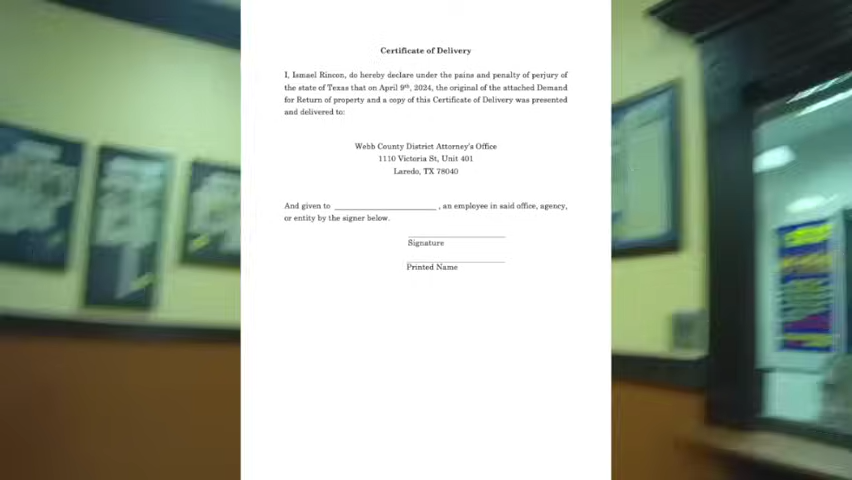 Certificate of Delivery
I, Ismael Rincon, do hereby declare under the pains and penalty of perjury of
the state of Texas that on April 9th, 2024, the original of the attached Demand
for Return of property and a copy of this Certificate of Delivery was presented
and delivered to:
Webb County District Attorney's Office
1110 Victoria St, Unit 401
Laredo, TX 78040
And given to ________________________ , an employee in said office, agency,
or entity by the signer below.
Signature
Printed Name